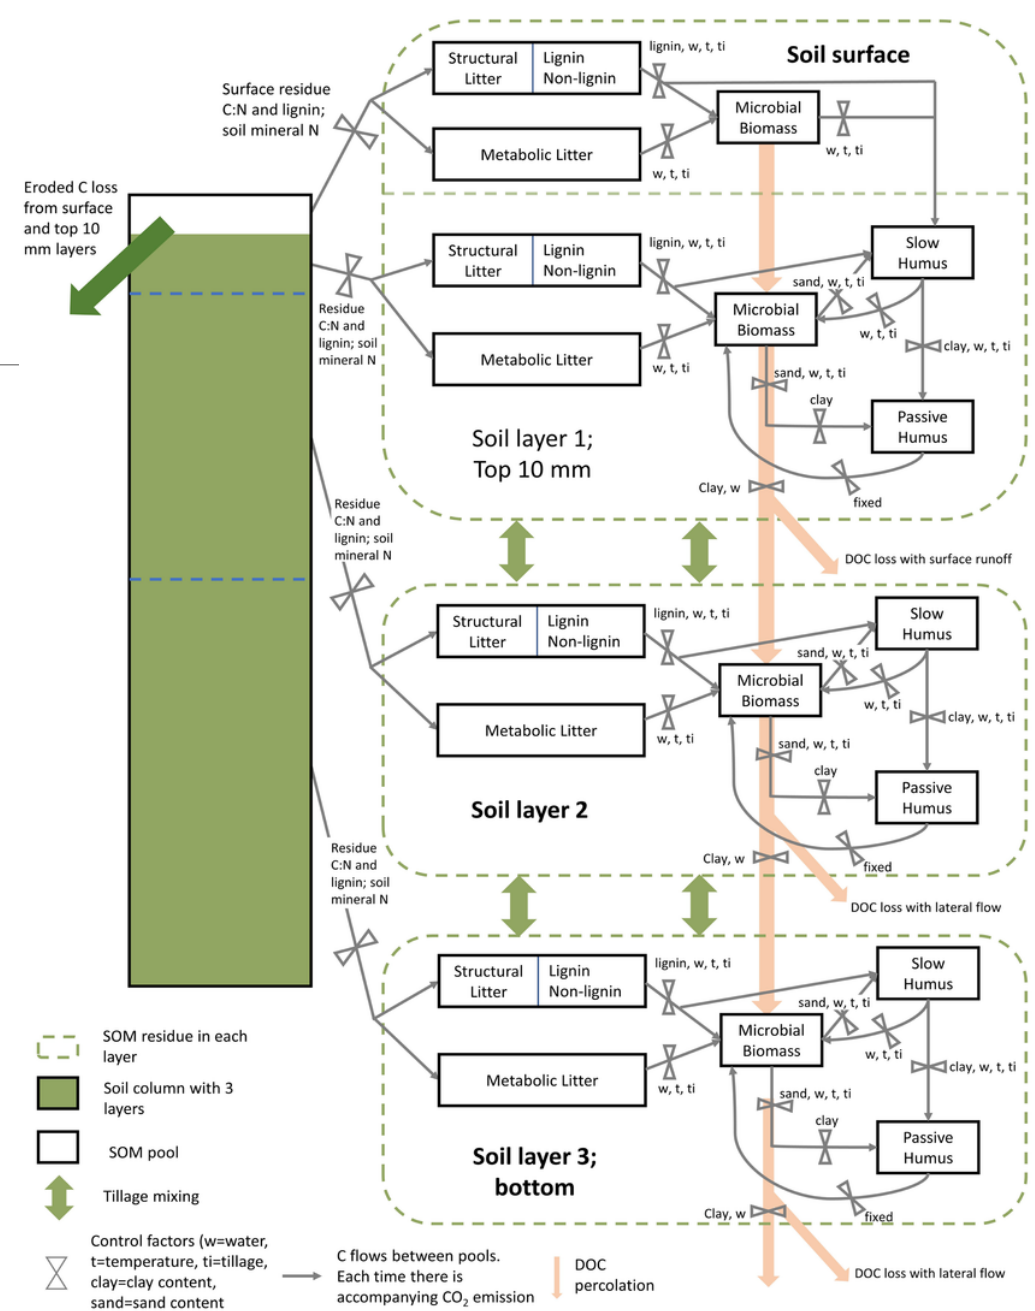 Soil surface
Surface residue
C:N and lignin;
soil mineral N
Structural
Litter
Lignin
Non-lignin
lignin, w, t, ti
Microbial
Biomass
w, t, ti
Metabolic Litter
w, t, ti
Eroded C loss
from surface
and top 10
mm layers
Residue
C:N and
lignin; soil
mineral N
Structural
Litter
Lignin
Non-lignin
lignin, w, t, ti
Slow
Humus
sand, w, t, ti
Microbial
Biomass
w, t, ti
clay, w, t, ti
Metabolic Litter
w, t, ti
sand, w, t, ti
clay
Passive
Humus
Soil layer 1;
Top 10 mm
Clay, w
fixed
DOC loss with surface runoff
Residue
C:N and
lignin; soil
mineral N
Structural
Litter
Lignin
Non-lignin
lignin, w, t, ti
Slow
Humus
sand, w, t, ti
Microbial
Biomass
w, t, ti
clay, w, t, ti
Metabolic Litter
w, t, ti
sand, w, t, ti
clay
Passive
Humus
Soil layer 2
Clay, w
fixed
DOC loss with lateral flow
Residue
C:N and
lignin; soil
mineral N
Structural
Litter
Lignin
Non-lignin
lignin, w, t, ti
Slow
Humus
sand, w, t, ti
Microbial
Biomass
w, t, ti
clay, w, t, ti
Metabolic Litter
w, t, ti
sand, w, t, ti
clay
Passive
Humus
Soil layer 3;
bottom
Clay, w
fixed
DOC loss with lateral flow
SOM residue in each
layer
Soil column with 3
layers
SOM pool
Tillage mixing
Control factors (w=water,
t=temperature, ti=tillage,
clay=clay content,
sand=sand content
C flows between pools.
Each time there is
accompanying CO₂ emission
DOC
percolation